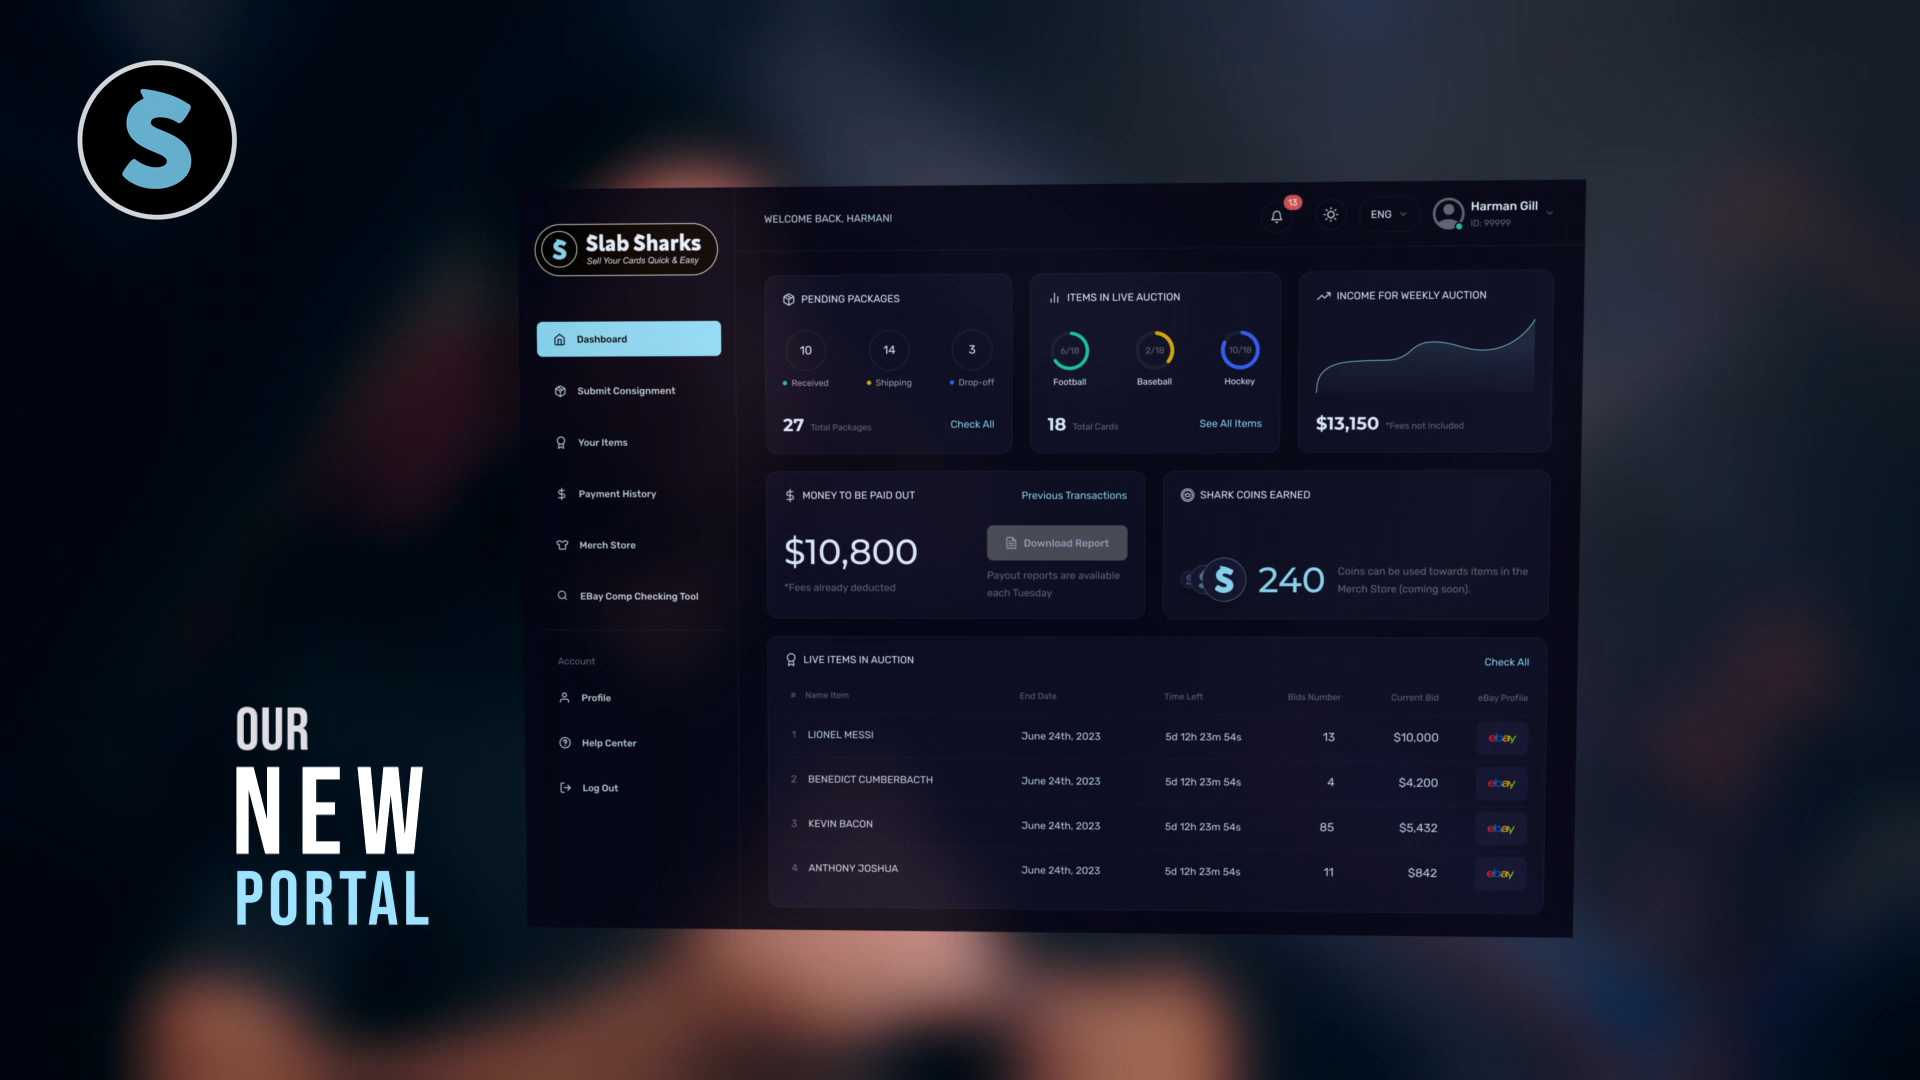 S
S Slab Sharks
Sell Your Cards Quick & Easy
WELCOME BACK, HARMAN!
13
ENG
Harman Gill
ID: 99999
Dashboard
Submit Consignment
Your Items
Payment History
Merch Store
EBay Comp Checking Tool
Account
Profile
Help Center
Log Out
PENDING PACKAGES
10 14 3
Received Shipping Drop-off
27 Total Packages Check All
ITEMS IN LIVE AUCTION
6/18 2/18 10/18
Football Baseball Hockey
18 Total Cards See All Items
INCOME FOR WEEKLY AUCTION
$13,150 *Fees not included
$ MONEY TO BE PAID OUT Previous Transactions
$10,800
*Fees already deducted
Download Report
Payout reports are available
each Tuesday
SHARK COINS EARNED
S 240
Coins can be used towards items in the
Merch Store (coming soon).
LIVE ITEMS IN AUCTION Check All
# Name Item End Date Time Left Bids Number Current Bid eBay Profile
1 LIONEL MESSI June 24th, 2023 5d 12h 23m 54s 13 $10,000 ebay
2 BENEDICT CUMBERBACTH June 24th, 2023 5d 12h 23m 54s 4 $4,200 ebay
3 KEVIN BACON June 24th, 2023 5d 12h 23m 54s 85 $5,432 ebay
4 ANTHONY JOSHUA June 24th, 2023 5d 12h 23m 54s 11 $842 ebay
OUR
NEW
PORTAL